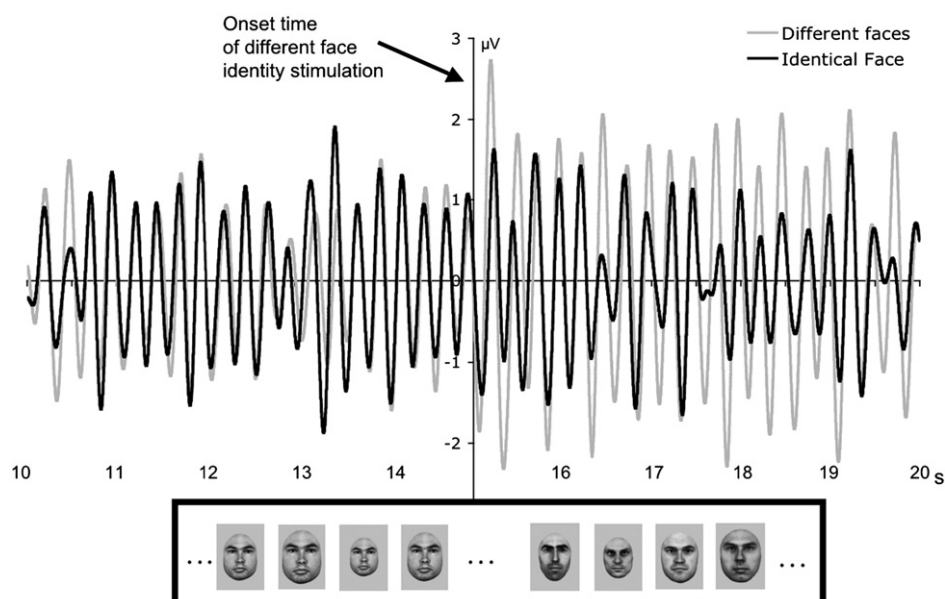 Onset time
of different face
identity stimulation
3
µV
Different faces
Identical Face
2
1
0
-1
-2
10 11 12 13 14 16 17 18 19 20 s
... ... ...